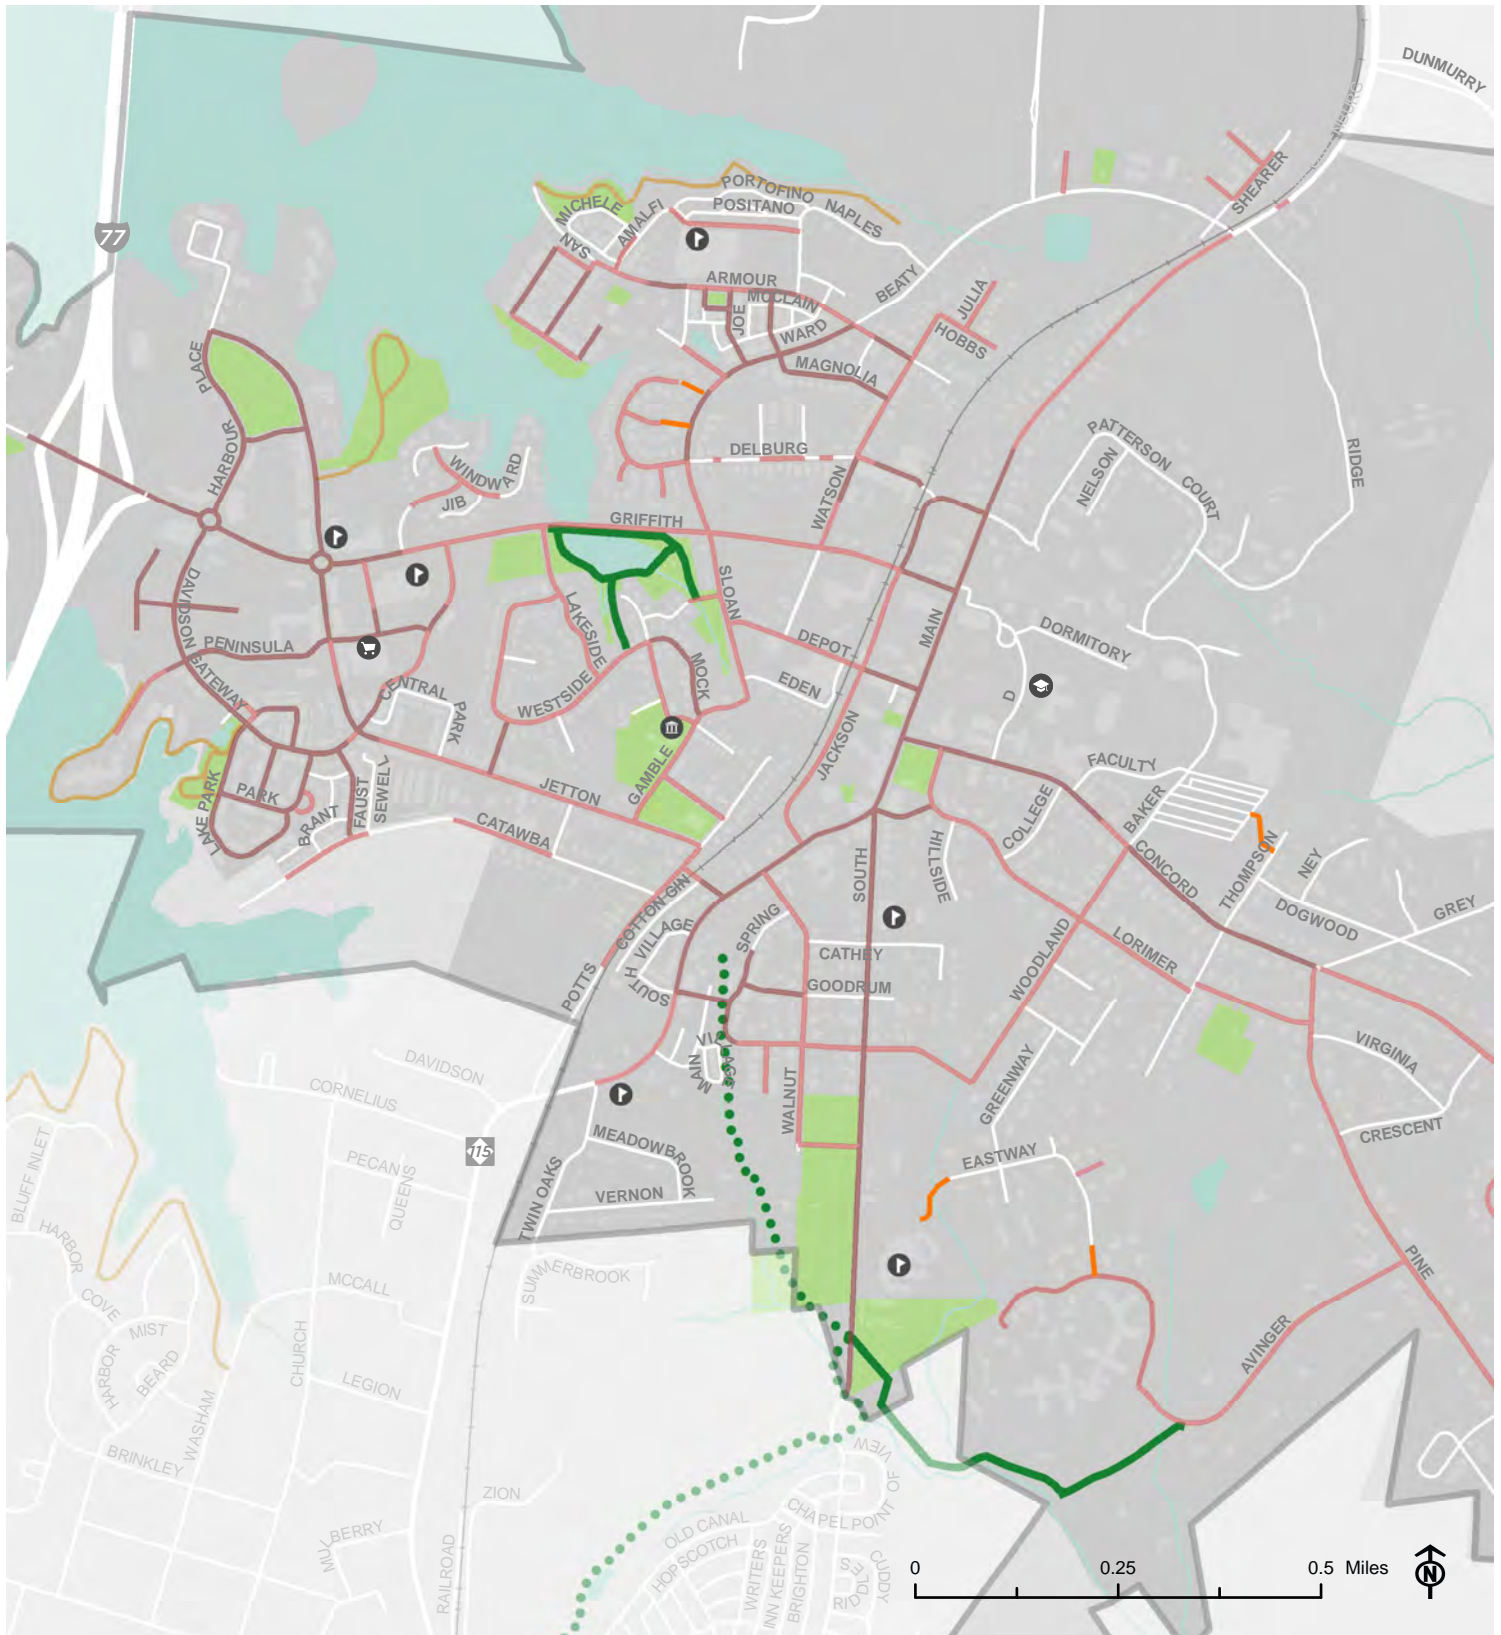 DUNMURRY
SHEARER
77
PORTOFINO
MICHELE
POSITANO
NAPLES
AMALFI
SAN
ARMOUR
BEATY
JULIA
MCCLAIN
JOE
WARD
HOBBS
PLACE
MAGNOLIA
PATTERSON
HARBOUR
DELBURG
NELSON
COURT
RIDGE
WINDWARD
JIB
WATSON
GRIFFITH
DAVIDSON
SLOAN
LAKESIDE
MAIN
PENINSULA
DEPOT
DORMITORY
GATEWAY
CENTRAL
PARK
WESTSIDE
MOCK
EDEN
D
JACKSON
FACULTY
GAMBLE
JETTON
LAKE PARK
PARK
BRANT
FAUST
SEWELL
CATAWBA
COLLEGE
BAKER
CONCORD
THOMPSON
NEY
HILLSIDE
SOUTH
DOGWOOD
GREY
COTTON GIN
VILLAGE
SPRING
CATHEY
LORIMER
WOODLAND
POTTS
SOUTH
GOODRUM
VIRGINIA
MAIN
VILLAGE
DAVIDSON
CORNELIUS
WALNUT
GREENWAY
CRESCENT
115
MEADOWBROOK
EASTWAY
BLUFF INLET
PECAN
QUEENS
TWIN OAKS
VERNON
HARBOR
COVE
PINE
SUMMERBROOK
MCCALL
MIST
HARBOR
BEARD
CHURCH
LEGION
AVINGER
WASHAM
BRINKLEY
VIEW
OF
ZION
CHAPEL POINT
OLD CANAL
HOPSCOTCH
MULBERRY
RAILROAD
WRITERS
INN KEEPERS
BRIGHTON
CUDDY
0 0.25 0.5 Miles
N